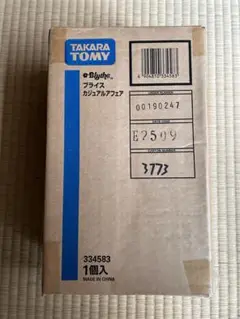 TAKARA
TOMY
Blythe
ブライス
カジュアルアフェア
00190247
E2509
3773
334583
1個入
MADE IN CHINA